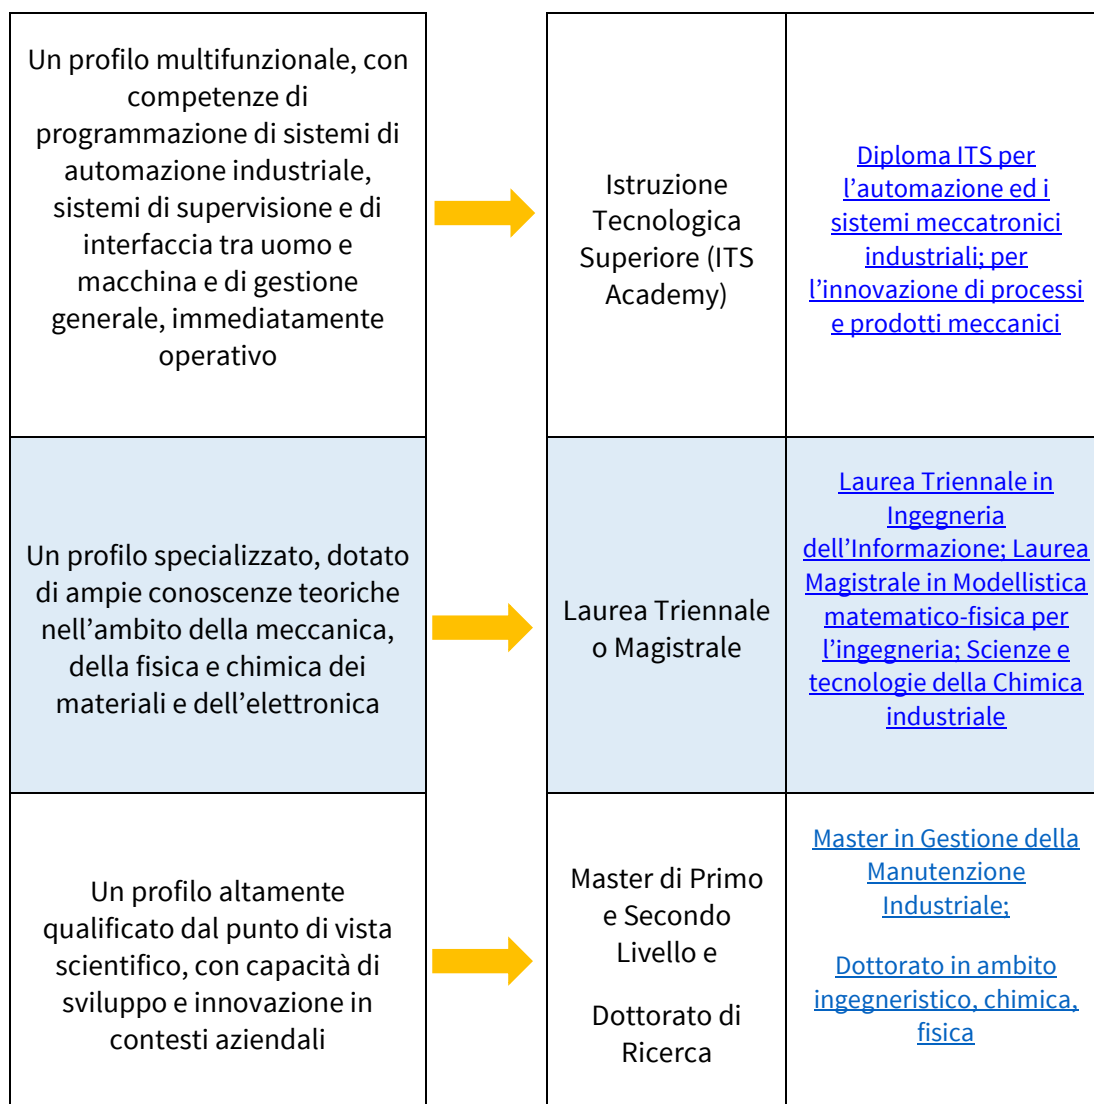 Un profilo multifunzionale, con
competenze di
programmazione di sistemi di
automazione industriale,
sistemi di supervisione e di
interfaccia tra uomo e
macchina e di gestione
generale, immediatamente
operativo
Istruzione
Tecnologica
Superiore (ITS
Academy)
Diploma ITS per
l’automazione ed i
sistemi meccatronici
industriali; per
l’innovazione di processi
e prodotti meccanici
Un profilo specializzato, dotato
di ampie conoscenze teoriche
nell’ambito della meccanica,
della fisica e chimica dei
materiali e dell’elettronica
Laurea Triennale
o Magistrale
Laurea Triennale in
Ingegneria
dell’Informazione; Laurea
Magistrale in Modellistica
matematico-fisica per
l’ingegneria; Scienze e
tecnologie della Chimica
industriale
Un profilo altamente
qualificato dal punto di vista
scientifico, con capacità di
sviluppo e innovazione in
contesti aziendali
Master di Primo
e Secondo
Livello e
Dottorato di
Ricerca
Master in Gestione della
Manutenzione
Industriale;
Dottorato in ambito
ingegneristico, chimica,
fisica